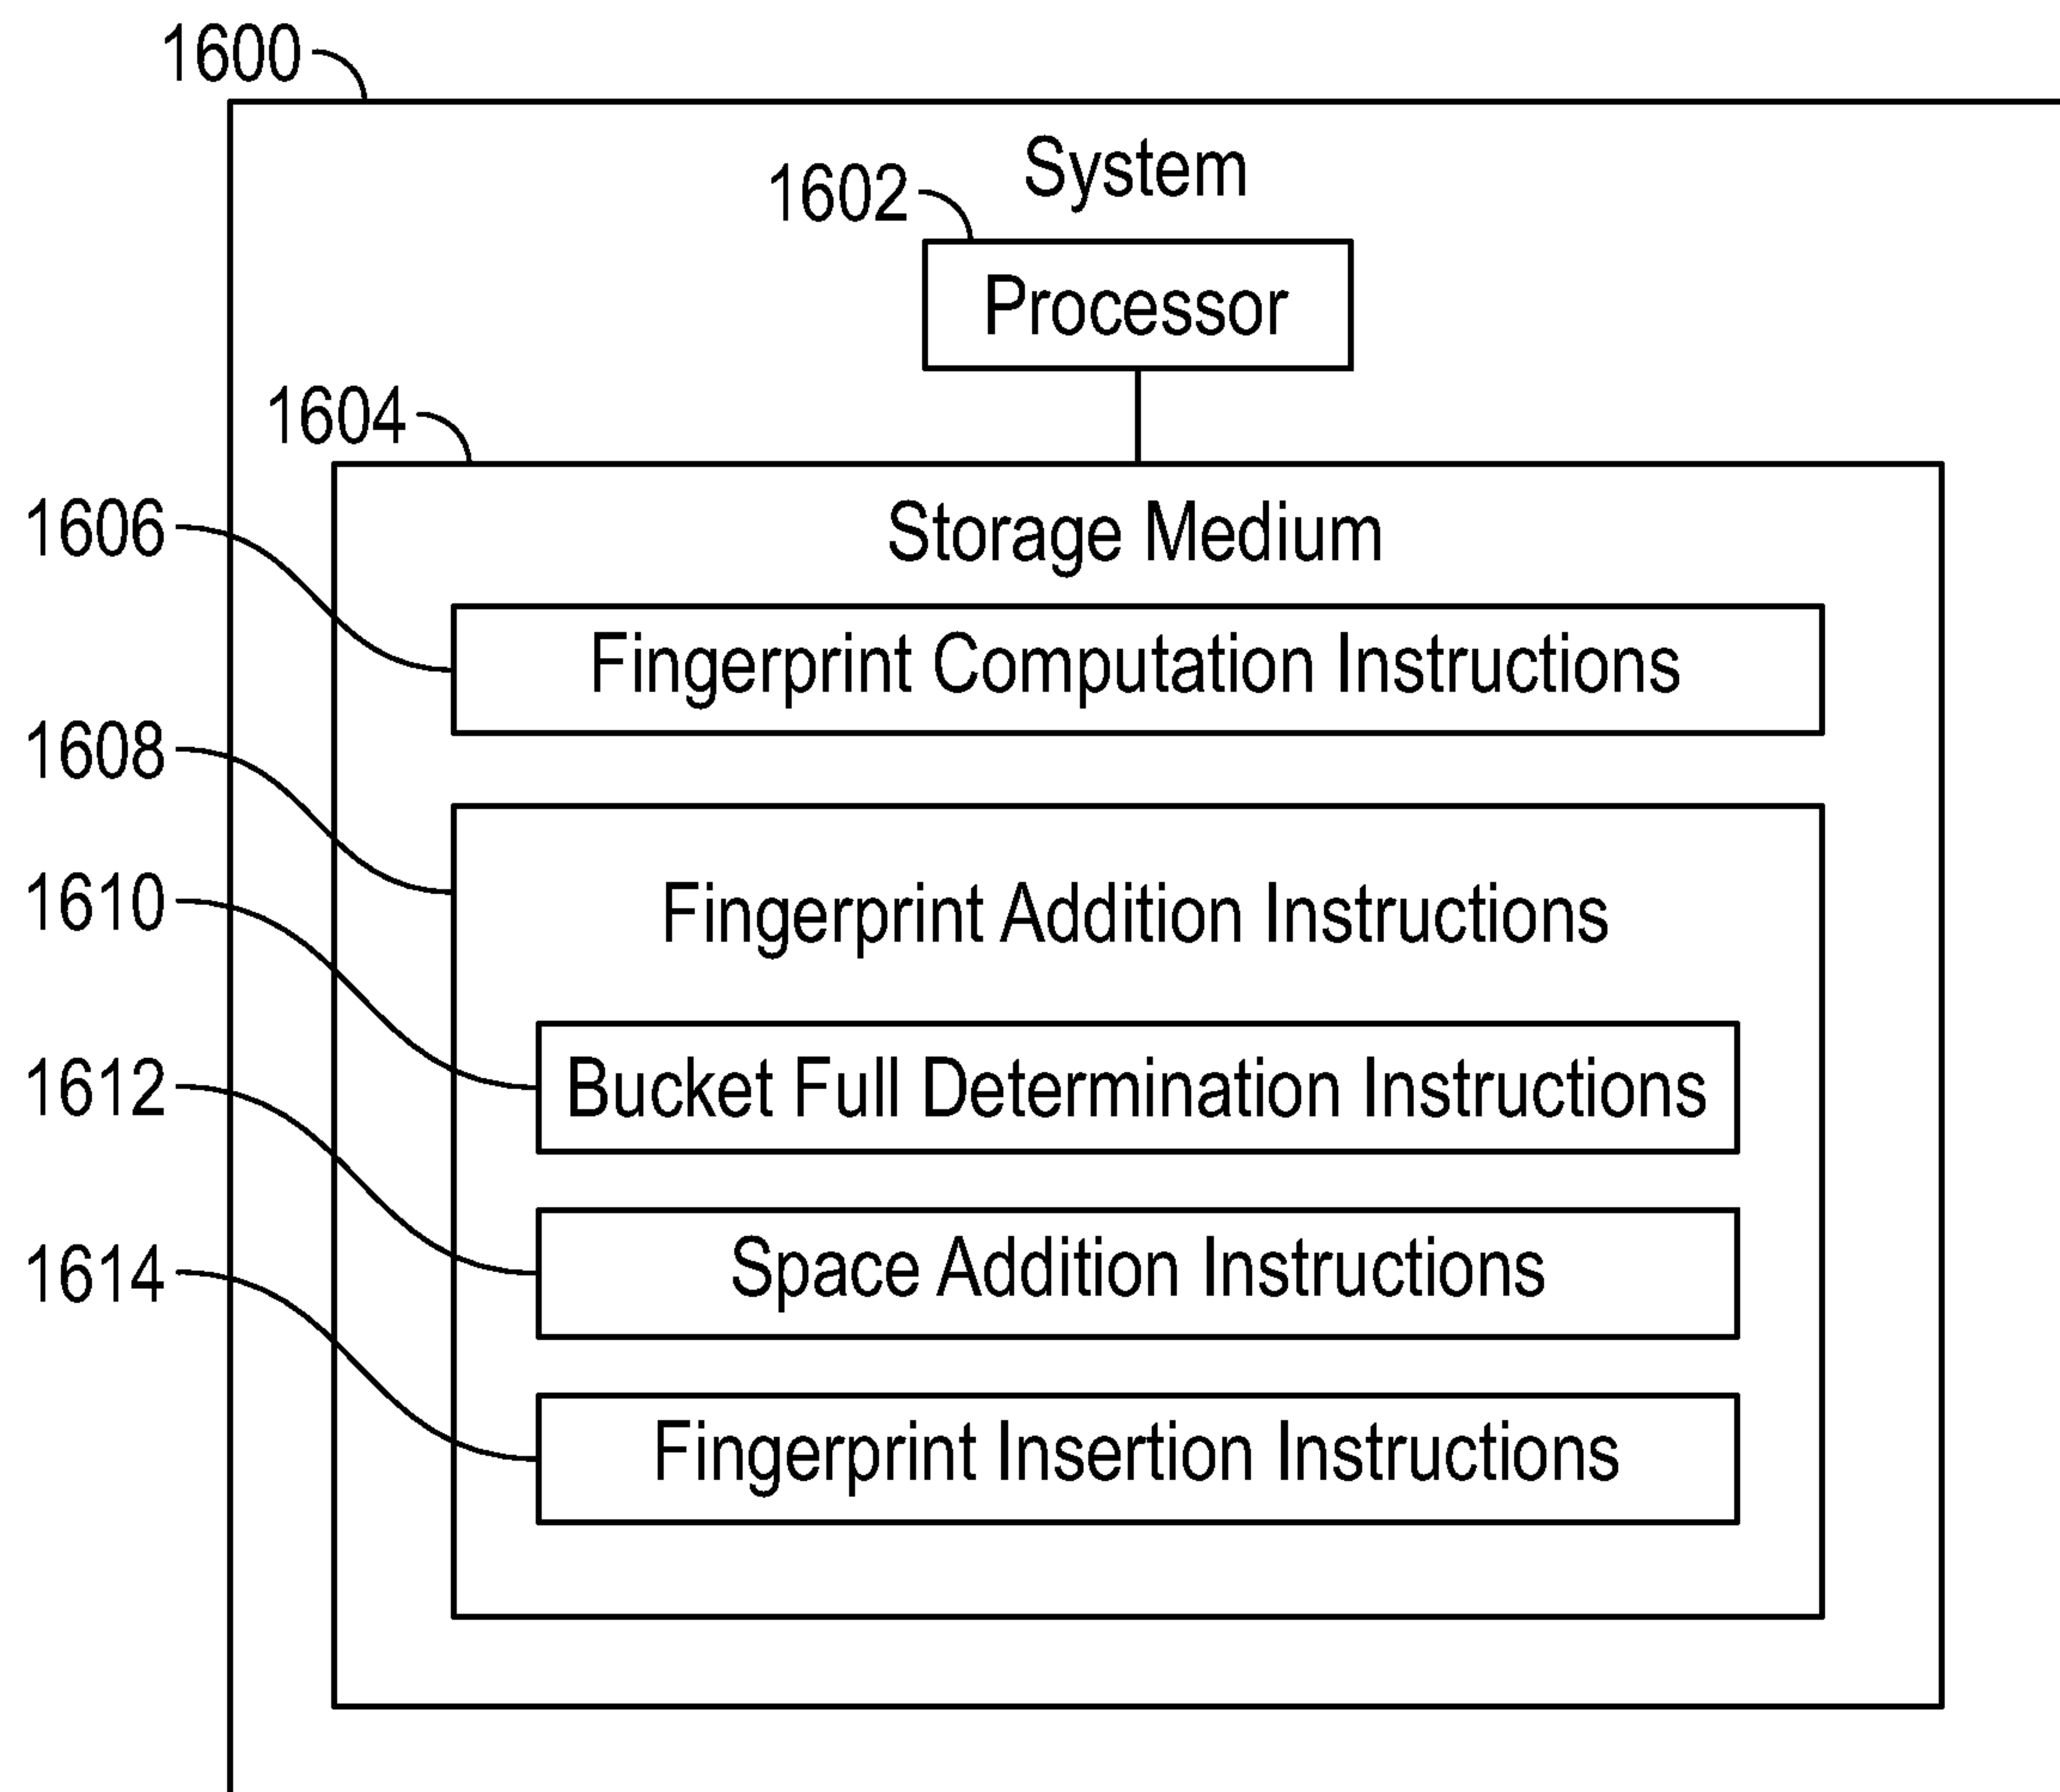 1600
System
1602
Processor
1604
Storage Medium
1606
Fingerprint Computation Instructions
1608
Fingerprint Addition Instructions
1610
Bucket Full Determination Instructions
1612
Space Addition Instructions
1614
Fingerprint Insertion Instructions